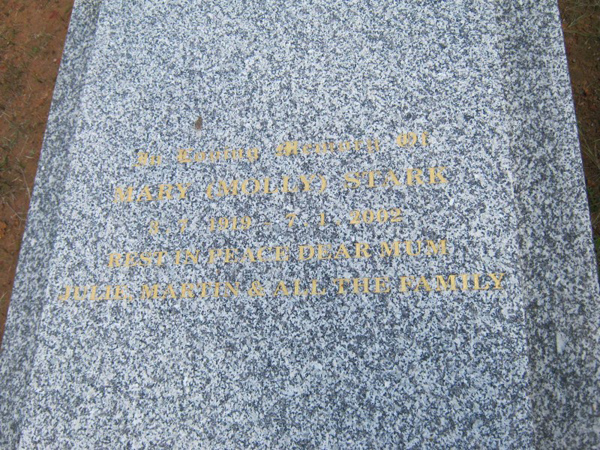 In Loving Memory Of
MARY (MOLLY) STARK
1919 - 7. 1. 2002
REST IN PEACE DEAR MUM
JULIE, MARTIN & ALL THE FAMILY